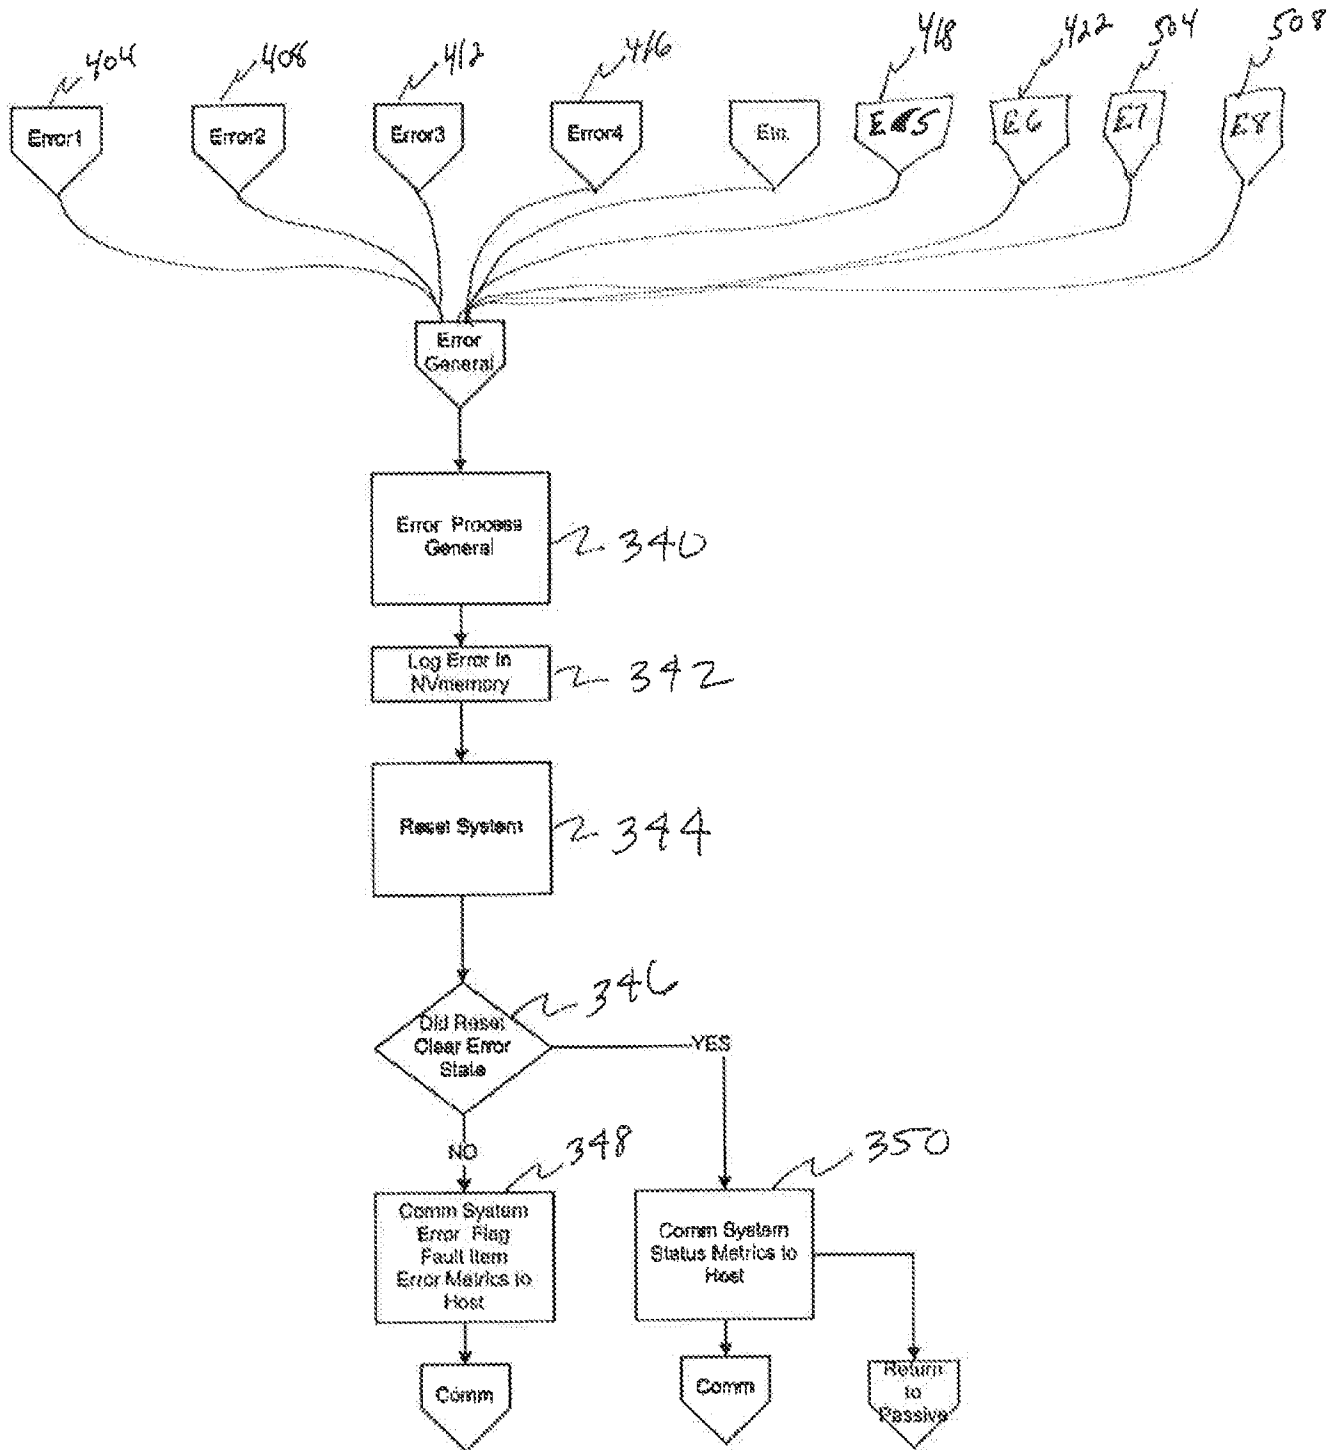 404
408
412
416
418
422
504
508
Error1
Error2
Error3
Error4
E5
E6
E7
E8
Error
General
Error Process
General
340
Log Error In
NVmemory
342
Reset System
344
Did Reset
Clear Error
State
346
YES
NO
348
350
Comm System
Error Flag
Fault Item
Error Metrics to
Host
Comm System
Status Metrics to
Host
Comm
Comm
Return
to
Passive